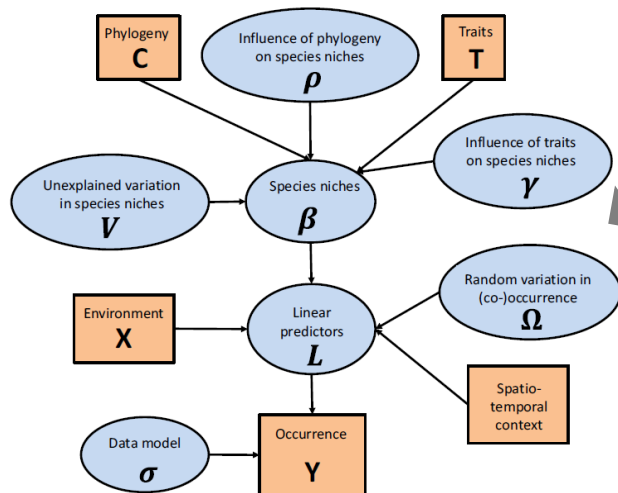 Phylogeny
C
Influence of phylogeny
on species niches
ρ
Traits
T
Influence of traits
on species niches
γ
Unexplained variation
in species niches
V
Species niches
β
Random variation in
(co-)occurrence
Ω
Environment
X
Linear
predictors
L
Spatio-
temporal
context
Data model
σ
Occurrence
Y